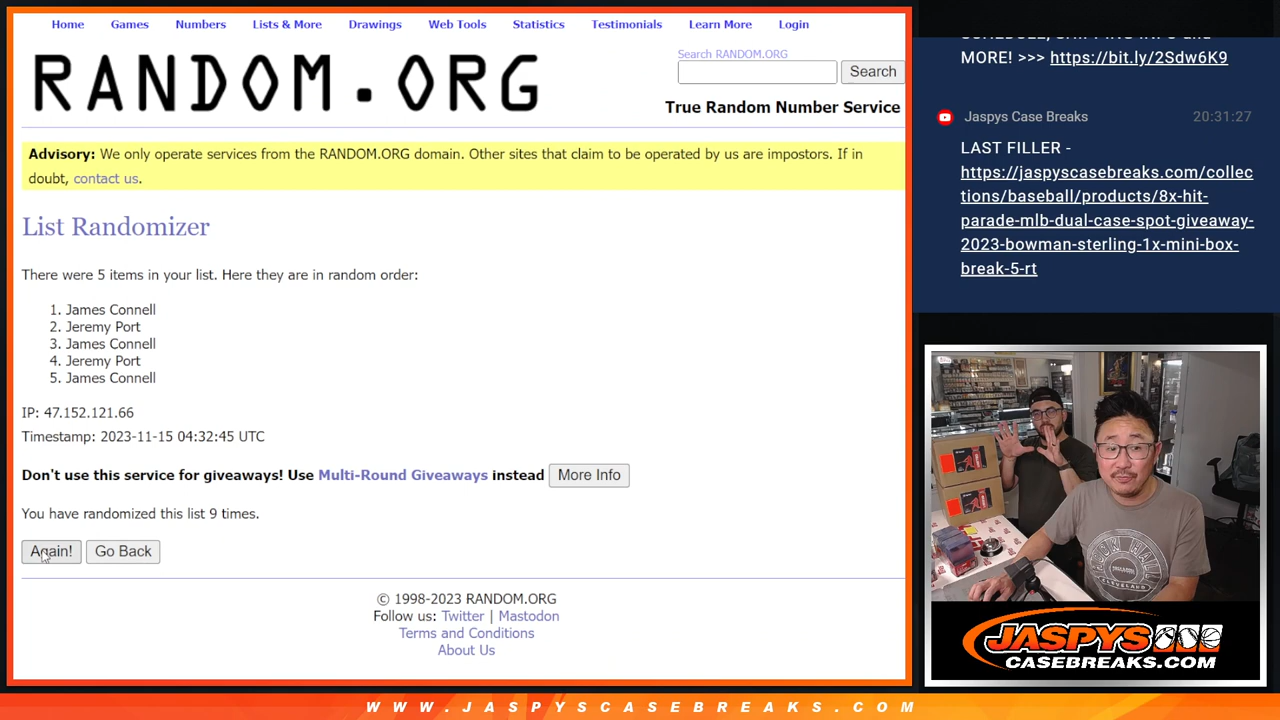 Home Games Numbers Lists & More Drawings Web Tools Statistics Testimonials Learn More Login
RANDOM.ORG
Search RANDOM.ORG
Search
True Random Number Service
Advisory: We only operate services from the RANDOM.ORG domain. Other sites that claim to be operated by us are impostors. If in
doubt, contact us.
List Randomizer
There were 5 items in your list. Here they are in random order:
1. James Connell
2. Jeremy Port
3. James Connell
4. Jeremy Port
5. James Connell
IP: 47.152.121.66
Timestamp: 2023-11-15 04:32:45 UTC
Don't use this service for giveaways! Use Multi-Round Giveaways instead More Info
You have randomized this list 9 times.
Again! Go Back
© 1998-2023 RANDOM.ORG
Follow us: Twitter | Mastodon
Terms and Conditions
About Us
MORE! >>> https://bit.ly/2Sdw6K9
Jaspys Case Breaks 20:31:27
LAST FILLER -
https://jaspyscasebreaks.com/collec
tions/baseball/products/8x-hit-
parade-mlb-dual-case-spot-giveaway-
2023-bowman-sterling-1x-mini-box-
break-5-rt
CLEVELAND
JASPYS
CASEBREAKS.COM
WWW.JASPYSCASEBREAKS.COM